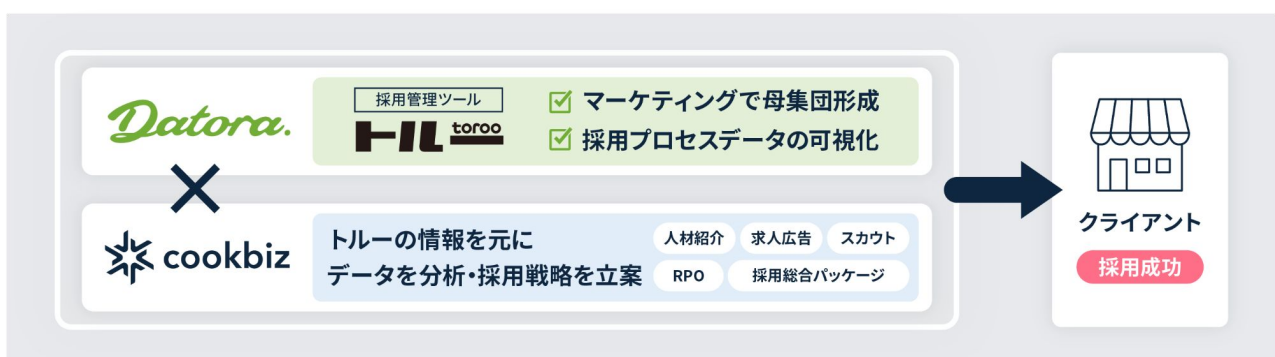 Datora.
採用管理ツール
トルー toroo
マーケティングで母集団形成
採用プロセスデータの可視化
×
cookbiz
トルーの情報を元に
データを分析・採用戦略を立案
人材紹介 求人広告 スカウト
RPO 採用総合パッケージ
クライアント
採用成功